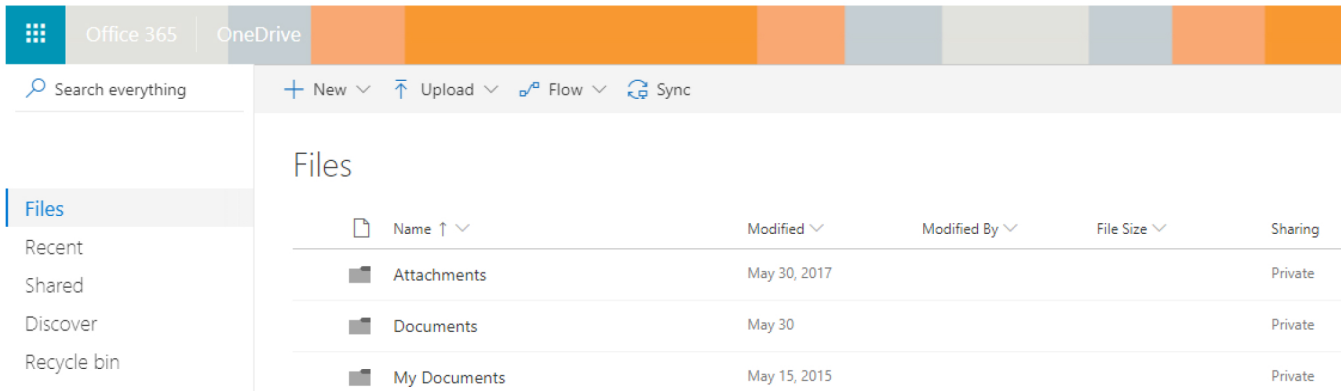 Office 365 OneDrive
Search everything
New Upload Flow Sync
Files
Files
Recent
Shared
Discover
Recycle bin
Name Modified Modified By File Size Sharing
Attachments May 30, 2017 Private
Documents May 30 Private
My Documents May 15, 2015 Private